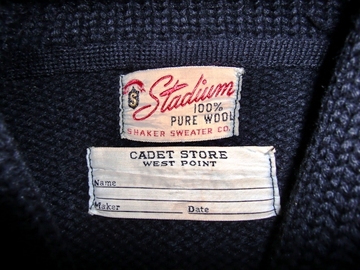 S
Stadium
100%
PURE WOOL
SHAKER SWEATER CO.
CADET STORE
WEST POINT
Name
Maker Date